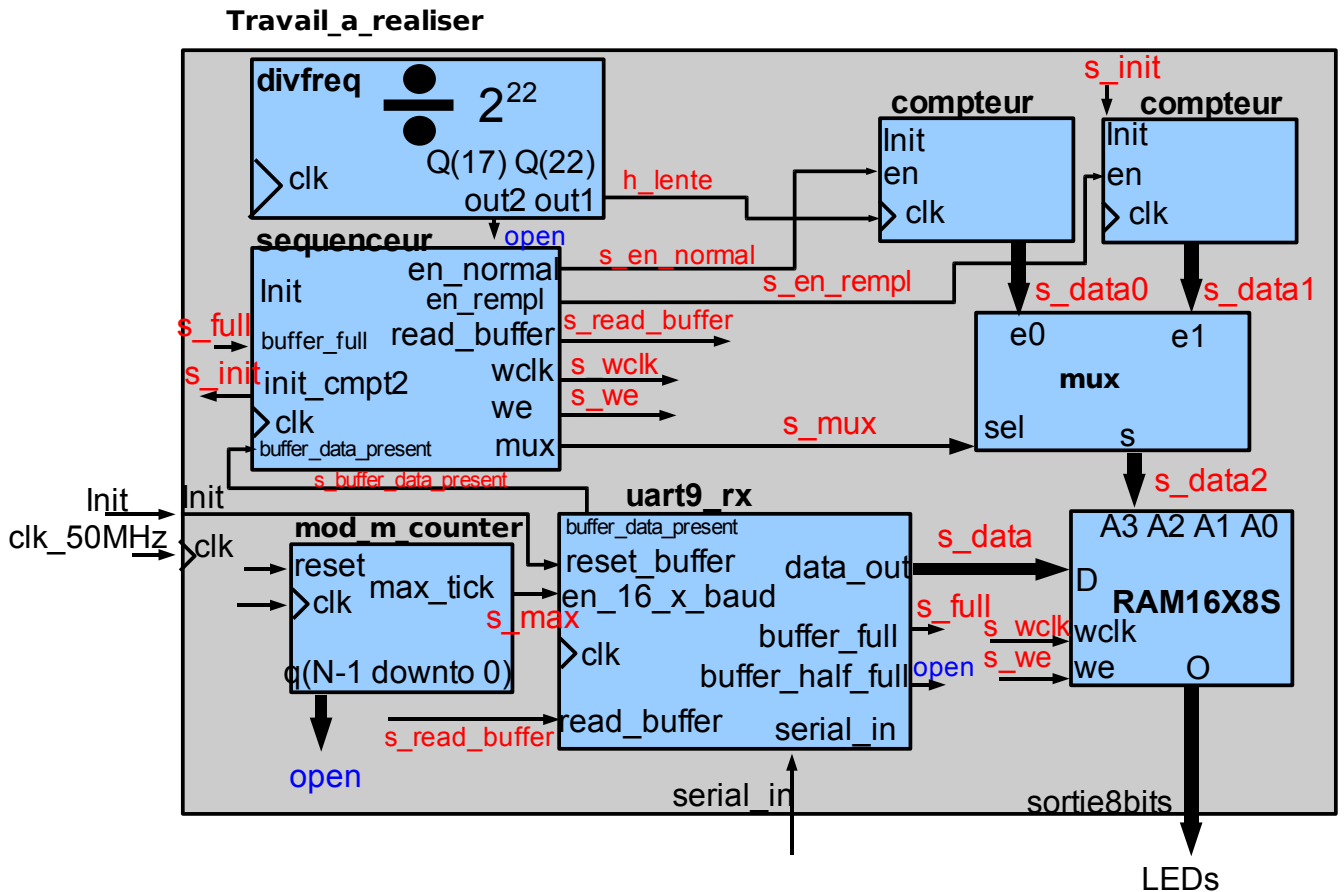 Travail_a_realiser
divfreq
÷ 2^22
Q(17) Q(22)
clk
out2 out1
h_lente
open
compteur
Init
en
clk
s_init
compteur
Init
en
clk
sequenceur
en_normal
s_en_normal
Init
en_rempl
s_en_rempl
s_full
buffer_full
read_buffer
s_read_buffer
s_init
init_cmpt2
wclk
s_wclk
clk
we
s_we
buffer_data_present
mux
s_mux
s_data0
s_data1
e0
e1
mux
sel
s
s_data2
s_buffer_data_present
Init
Init
clk_50MHz
clk
mod_m_counter
reset
max_tick
clk
s_max
q(N-1 downto 0)
open
uart9_rx
buffer_data_present
reset_buffer
data_out
s_data
en_16_x_baud
buffer_full
s_full
clk
buffer_half_full
open
read_buffer
s_read_buffer
serial_in
serial_in
A3 A2 A1 A0
D
RAM16X8S
s_wclk
wclk
s_we
we
O
sortie8bits
LEDs